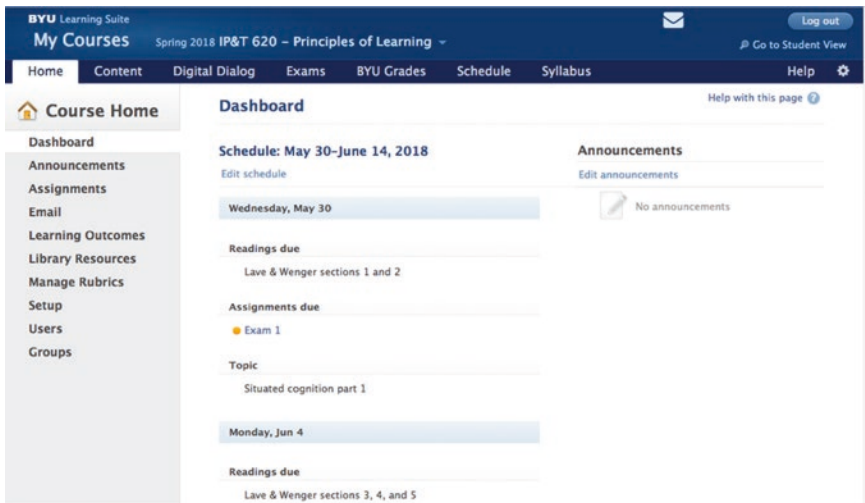 BYU Learning Suite
Log out
My Courses Spring 2018 IP&T 620 – Principles of Learning
Go to Student View
Home Content Digital Dialog Exams BYU Grades Schedule Syllabus Help
Course Home
Dashboard
Announcements
Assignments
Email
Learning Outcomes
Library Resources
Manage Rubrics
Setup
Users
Groups
Dashboard
Help with this page ?
Schedule: May 30–June 14, 2018
Edit schedule
Wednesday, May 30
Readings due
Lave & Wenger sections 1 and 2
Assignments due
Exam 1
Topic
Situated cognition part 1
Monday, Jun 4
Readings due
Lave & Wenger sections 3, 4, and 5
Announcements
Edit announcements
No announcements